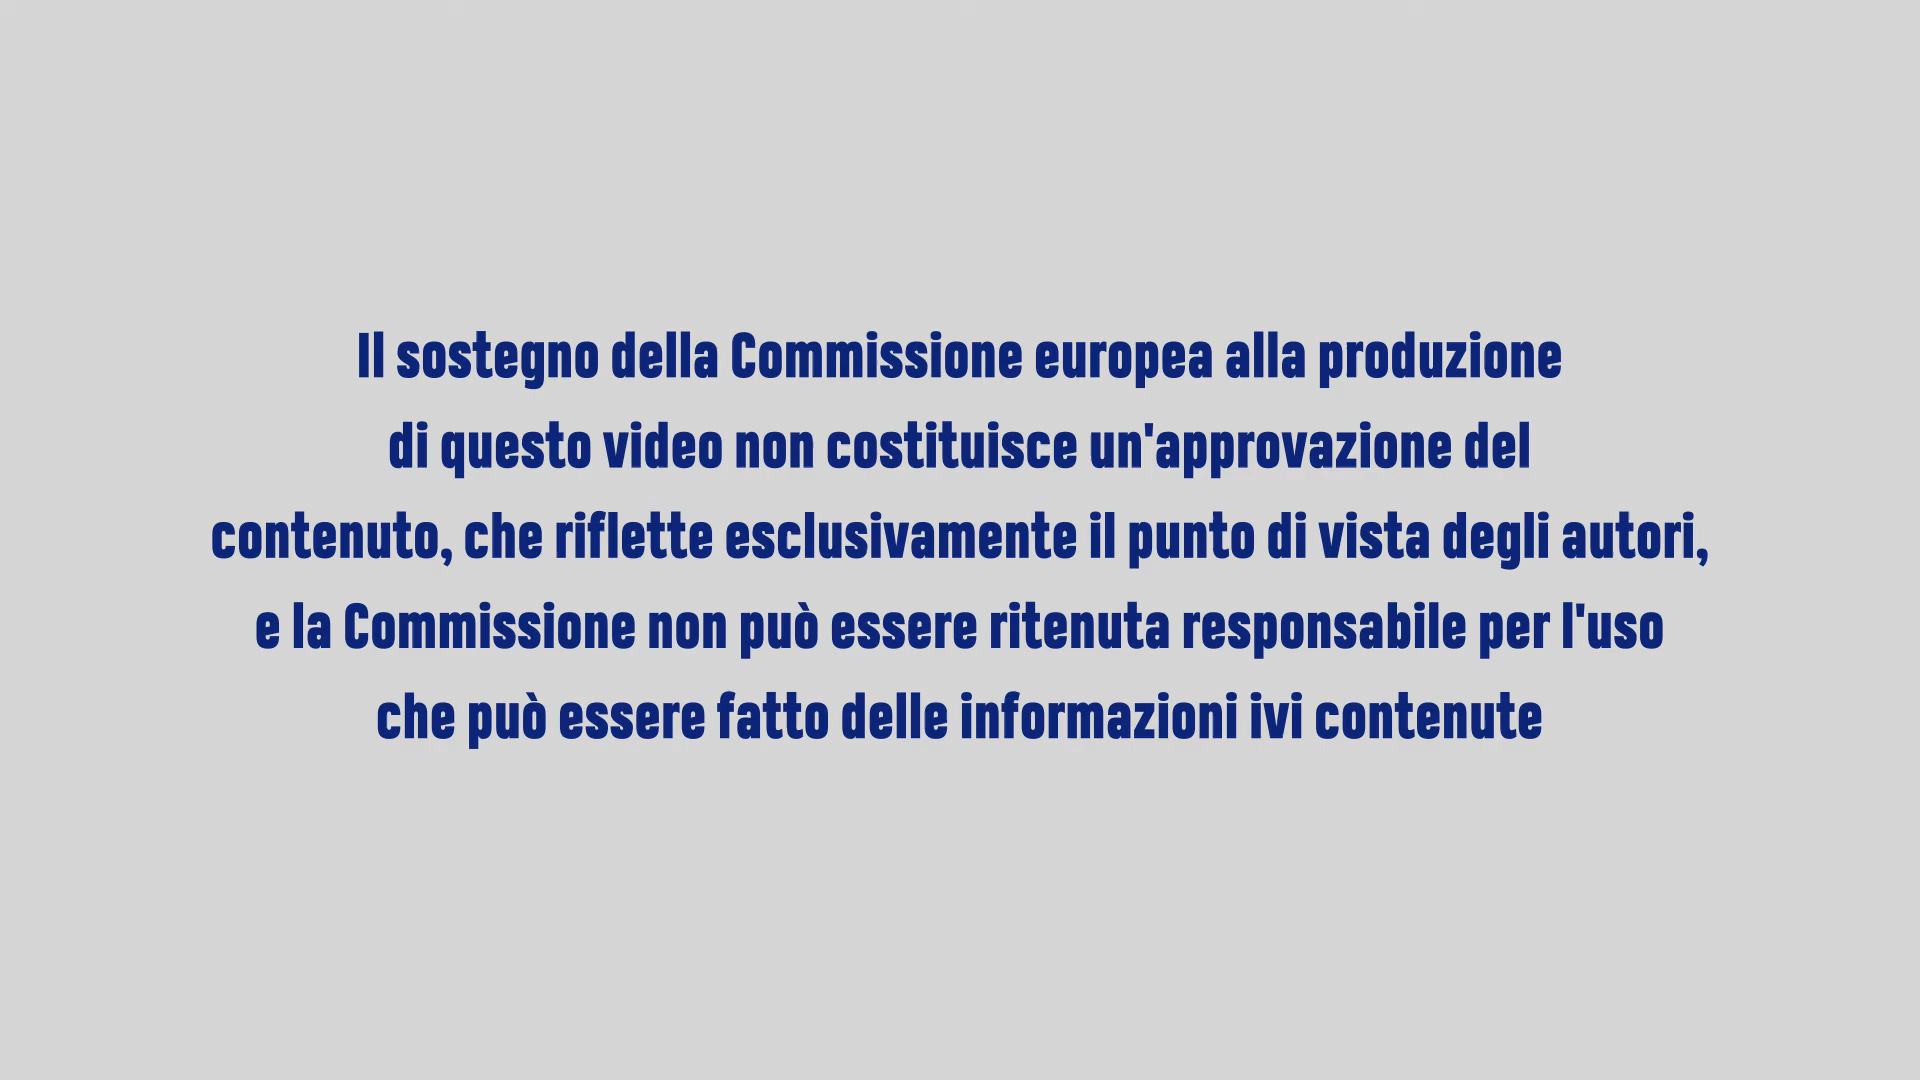 Il sostegno della Commissione europea alla produzione
di questo video non costituisce un'approvazione del
contenuto, che riflette esclusivamente il punto di vista degli autori,
e la Commissione non può essere ritenuta responsabile per l'uso
che può essere fatto delle informazioni ivi contenute